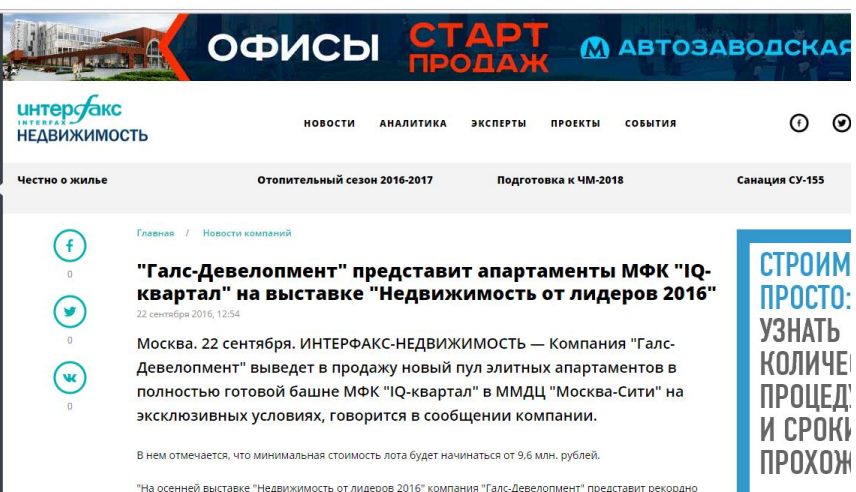 ОФИСЫ СТАРТ ПРОДАЖ М АВТОЗАВОДСКАЯ
интерфакс
INTERFAX
НЕДВИЖИМОСТЬ
НОВОСТИ АНАЛИТИКА ЭКСПЕРТЫ ПРОЕКТЫ СОБЫТИЯ
Честно о жилье Отопительный сезон 2016-2017 Подготовка к ЧМ-2018 Санация СУ-155
Главная / Новости компаний
"Галс-Девелопмент" представит апартаменты МФК "IQ-
квартал" на выставке "Недвижимость от лидеров 2016"
22 сентября 2016, 12:54
Москва. 22 сентября. ИНТЕРФАКС-НЕДВИЖИМОСТЬ — Компания "Галс-
Девелопмент" выведет в продажу новый пул элитных апартаментов в
полностью готовой башне МФК "IQ-квартал" в ММДЦ "Москва-Сити" на
эксклюзивных условиях, говорится в сообщении компании.
В нем отмечается, что минимальная стоимость лота будет начинаться от 9,6 млн. рублей.
"На осенней выставке "Недвижимость от лидеров 2016" компания "Галс-Девелопмент" представит рекордно
0
0
0
СТРОИМ
ПРОСТО:
УЗНАТЬ
КОЛИЧЕ
ПРОЦЕД
И СРОКИ
ПРОХОЖ